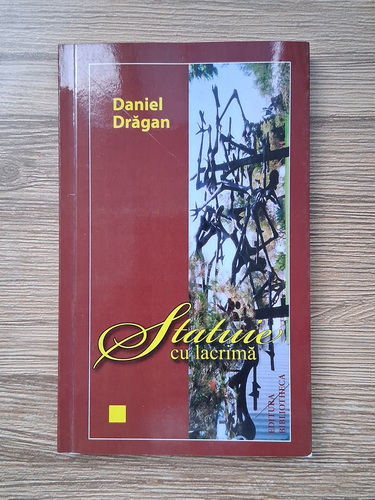 Daniel
Drăgan
Statuie
cu lacrimă
EDITURA
BIBLIOTHECA